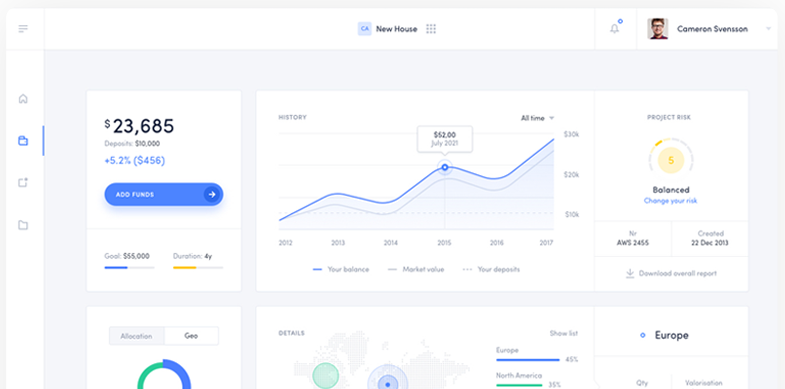 CA New House
Cameron Svensson
$23,685
Deposits: $10,000
+5.2% ($456)
ADD FUNDS
Goal: $55,000
Duration: 4y
HISTORY
All time
$52,00
July 2021
$30k
$20k
$10k
2012 2013 2014 2015 2016 2017
Your balance Market value Your deposits
PROJECT RISK
5
Balanced
Change your risk
Nr
AWS 2455
Created
22 Dec 2013
Download overall report
Allocation Geo
DETAILS
Show list
Europe
45%
North America
35%
Europe
Qty Valorisation